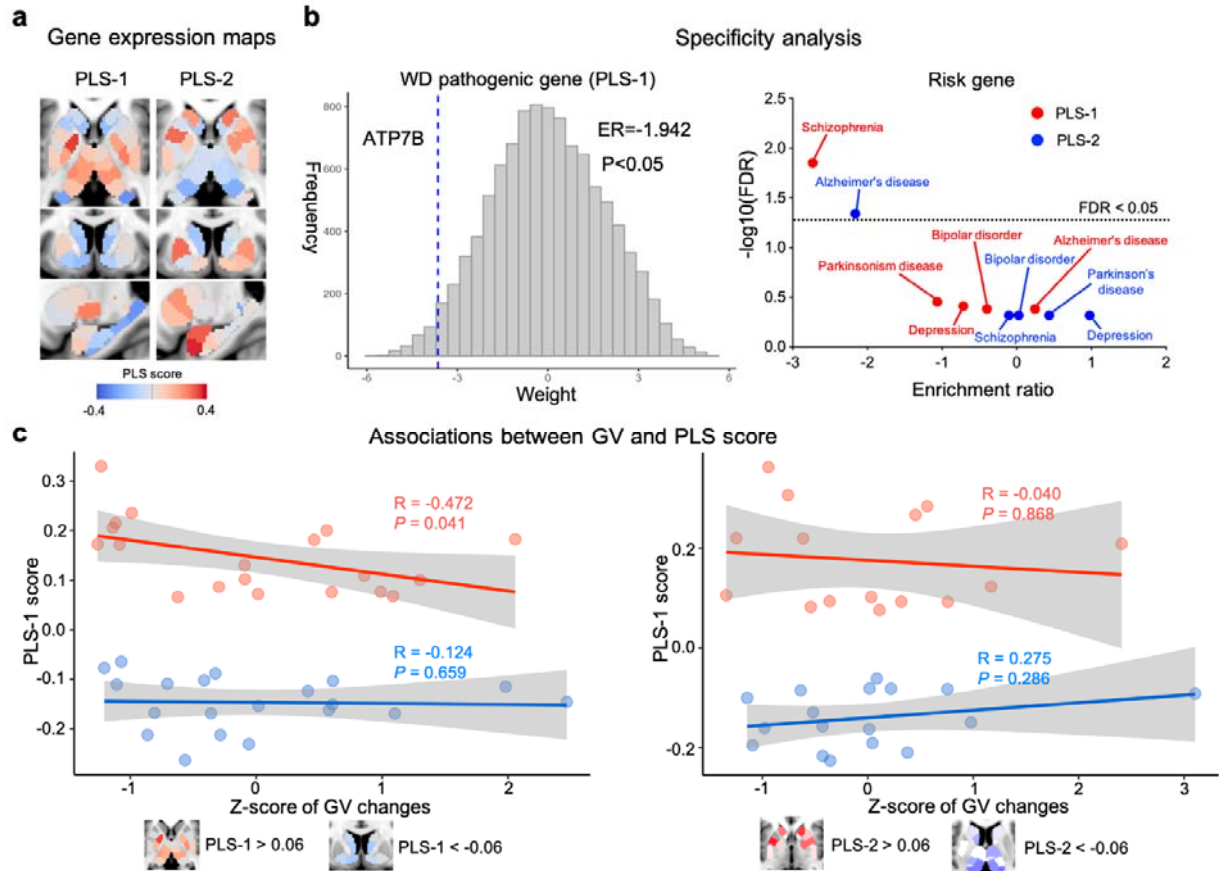 a
Gene expression maps
PLS-1
PLS-2
PLS score
-0.4
0.4
b
Specificity analysis
WD pathogenic gene (PLS-1)
ATP7B
ER=-1.942
P<0.05
Frequency
800
600
400
200
0
-6
-3
0
3
6
Weight
Risk gene
PLS-1
PLS-2
Schizophrenia
Alzheimer's disease
FDR < 0.05
Bipolar disorder
Alzheimer's disease
Parkinsonism disease
Bipolar disorder
Parkinson's
disease
Depression
Schizophrenia
Depression
-log10(FDR)
2.5
2.0
1.5
1.0
0.5
0.0
-3
-2
-1
0
1
2
Enrichment ratio
c
Associations between GV and PLS score
R = -0.472
P = 0.041
R = -0.124
P = 0.659
PLS-1 score
0.3
0.2
0.1
0.0
-0.1
-0.2
-1
0
1
2
Z-score of GV changes
PLS-1 > 0.06
PLS-1 < -0.06
R = -0.040
P = 0.868
R = 0.275
P = 0.286
PLS-1 score
0.2
0.0
-0.2
-1
0
1
2
3
Z-score of GV changes
PLS-2 > 0.06
PLS-2 < -0.06